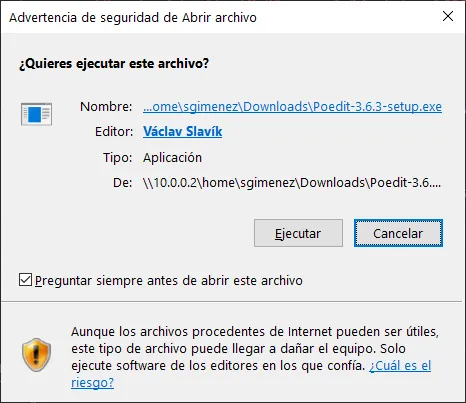 Advertencia de seguridad de Abrir archivo
¿Quieres ejecutar este archivo?
Nombre: ...ome\sgimenez\Downloads\Poedit-3.6.3-setup.exe
Editor: Václav Slavík
Tipo: Aplicación
De: \\10.0.0.2\home\sgimenez\Downloads\Poedit-3.6....
Ejecutar Cancelar
Preguntar siempre antes de abrir este archivo
Aunque los archivos procedentes de Internet pueden ser útiles,
este tipo de archivo puede llegar a dañar el equipo. Solo
ejecute software de los editores en los que confía. ¿Cuál es el
riesgo?